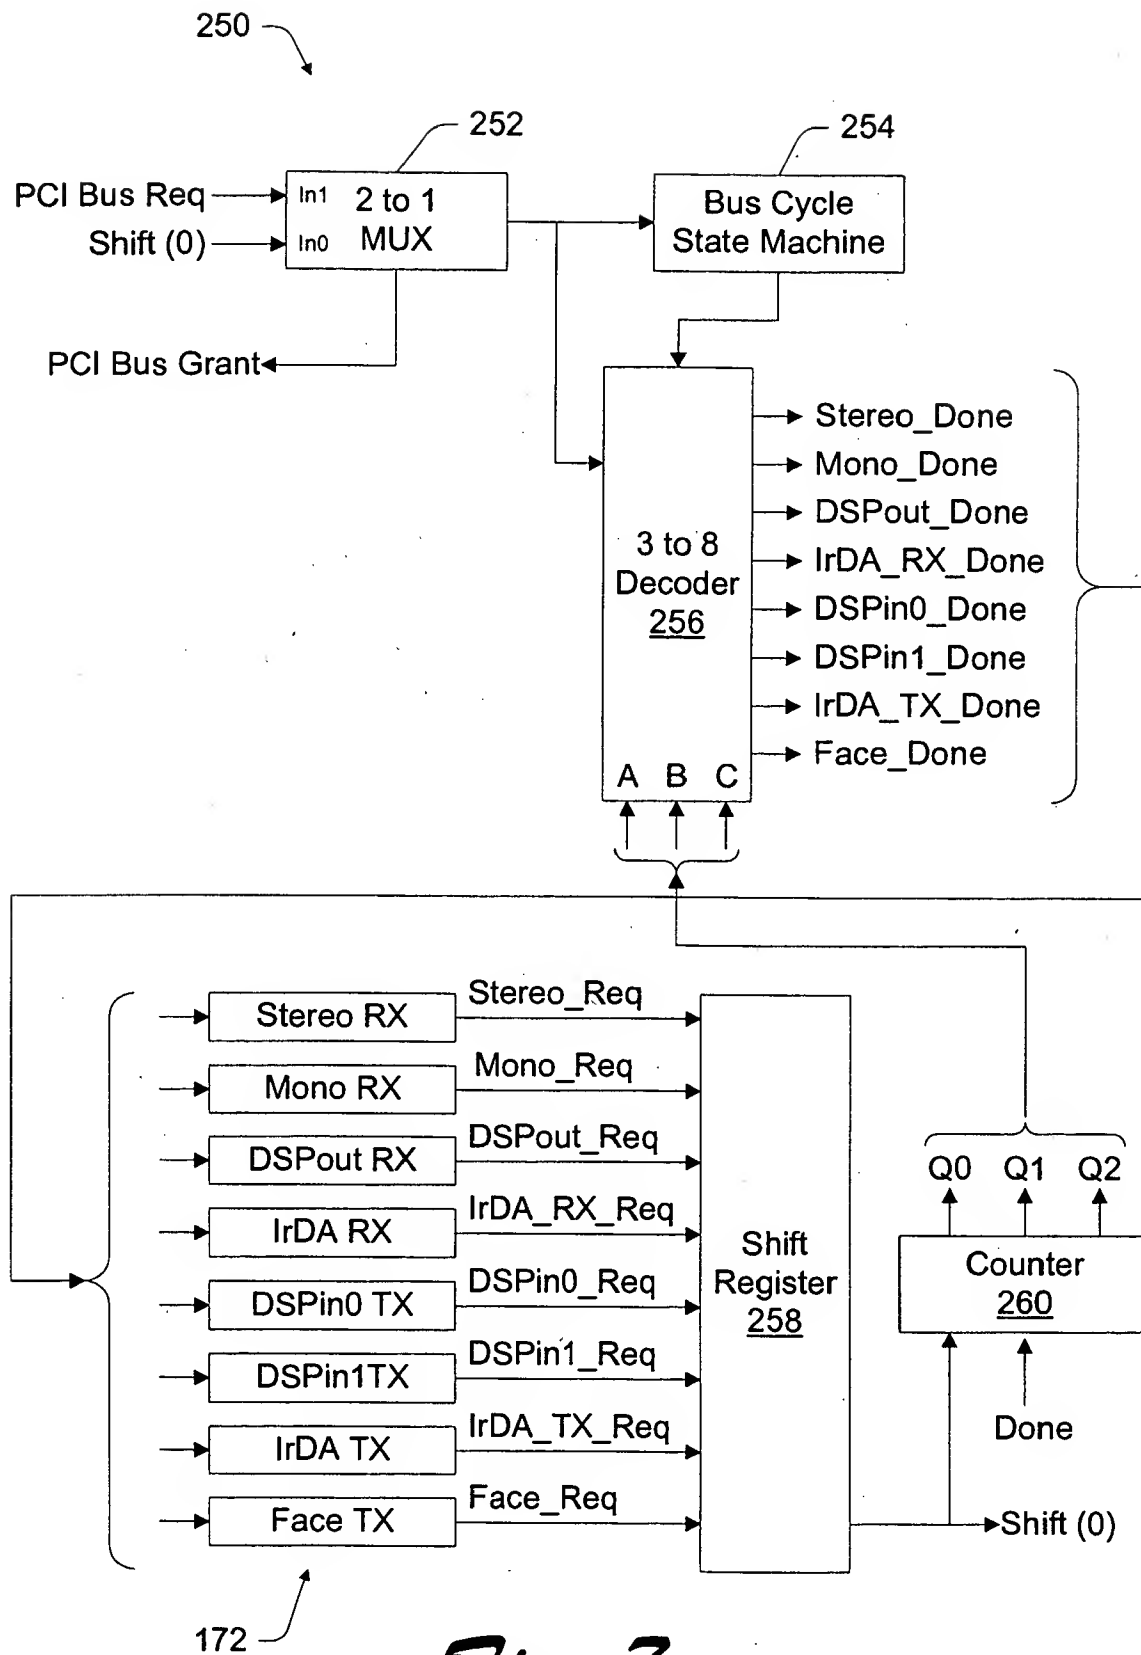 250
252
254
PCI Bus Req
In1
2 to 1
MUX
Shift (0)
In0
Bus Cycle
State Machine
PCI Bus Grant
Stereo_Done
Mono_Done
DSPout_Done
3 to 8
Decoder
256
IrDA_RX_Done
DSPin0_Done
DSPin1_Done
IrDA_TX_Done
Face_Done
A B C
Stereo RX
Stereo_Req
Mono RX
Mono_Req
DSPout RX
DSPout_Req
IrDA RX
IrDA_RX_Req
DSPin0 TX
DSPin0_Req
DSPin1TX
DSPin1_Req
IrDA TX
IrDA_TX_Req
Face TX
Face_Req
Shift
Register
258
Q0 Q1 Q2
Counter
260
Done
Shift (0)
172